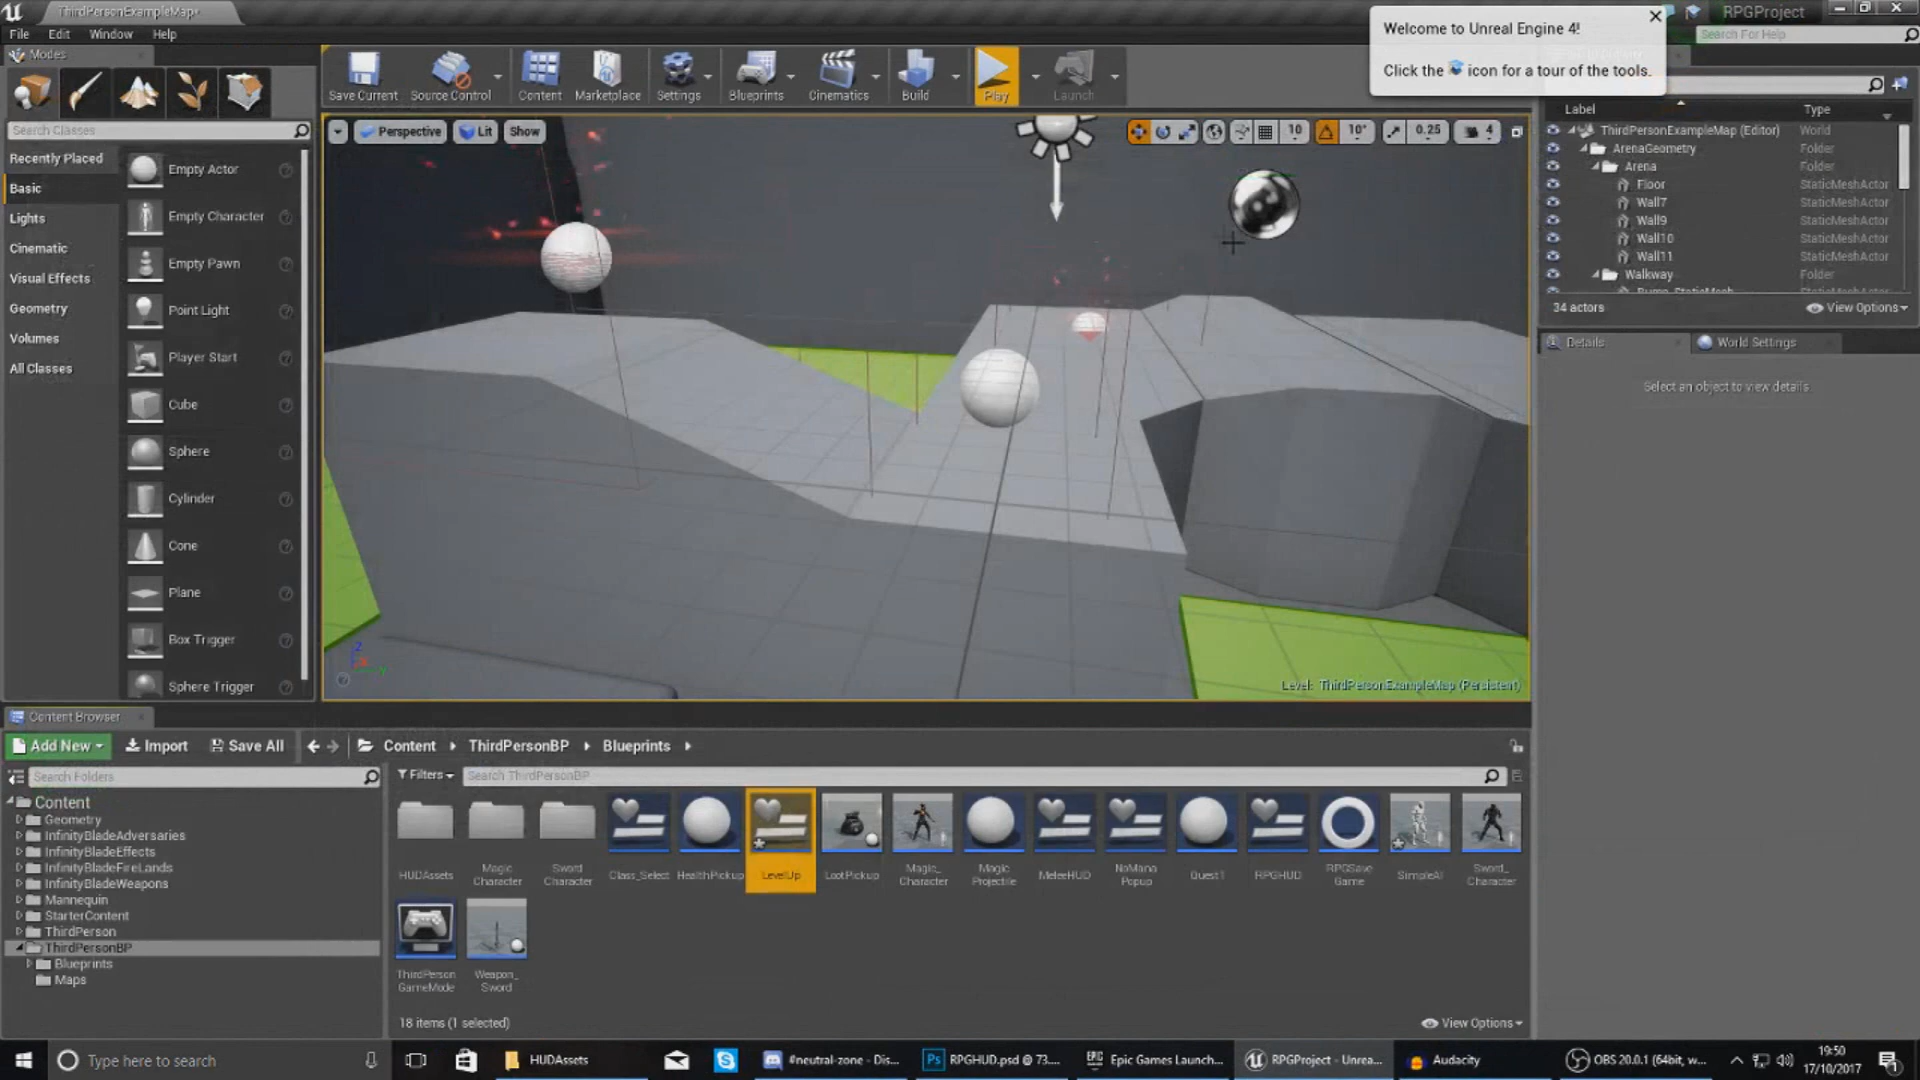 ThirdPersonExampleMap*
RPGProject
File Edit Window Help
Search For Help
Welcome to Unreal Engine 4!
Click the icon for a tour of the tools.
Modes
Search Classes
Recently Placed
Basic
Lights
Cinematic
Visual Effects
Geometry
Volumes
All Classes
Empty Actor
Empty Character
Empty Pawn
Point Light
Player Start
Cube
Sphere
Cylinder
Cone
Plane
Box Trigger
Sphere Trigger
Save Current Source Control Content Marketplace Settings Blueprints Cinematics Build Play Launch
Perspective Lit Show
10 10° 0.25 4
Level: ThirdPersonExampleMap (Persistent)
Label Type
ThirdPersonExampleMap (Editor) World
ArenaGeometry Folder
Arena Folder
Floor StaticMeshActor
Wall7 StaticMeshActor
Wall9 StaticMeshActor
Wall10 StaticMeshActor
Wall11 StaticMeshActor
Walkway Folder
34 actors View Options
Details World Settings
Select an object to view details.
Content Browser
Add New Import Save All Content ThirdPersonBP Blueprints
Search Folders
Filters Search ThirdPersonBP
Content
Geometry
InfinityBladeAdversaries
InfinityBladeEffects
InfinityBladeFireLands
InfinityBladeWeapons
Mannequin
StarterContent
ThirdPerson
ThirdPersonBP
Blueprints
Maps
HUDAssets
Magic Character
Sword Character
Class_Select
HealthPickup
LevelUp
LootPickup
Magic_ Character
Magic Projectile
MeleeHUD
NoMana Popup
Quest1
RPGHUD
RPGSave Game
SimpleAI
Sword_ Character
ThirdPerson GameMode
Weapon_ Sword
18 items (1 selected) View Options
Type here to search
HUDAssets
#neutral-zone - Dis...
RPGHUD.psd @ 73....
Epic Games Launch...
RPGProject - Unrea...
Audacity
OBS 20.0.1 (64bit, w...
19:50
17/10/2017